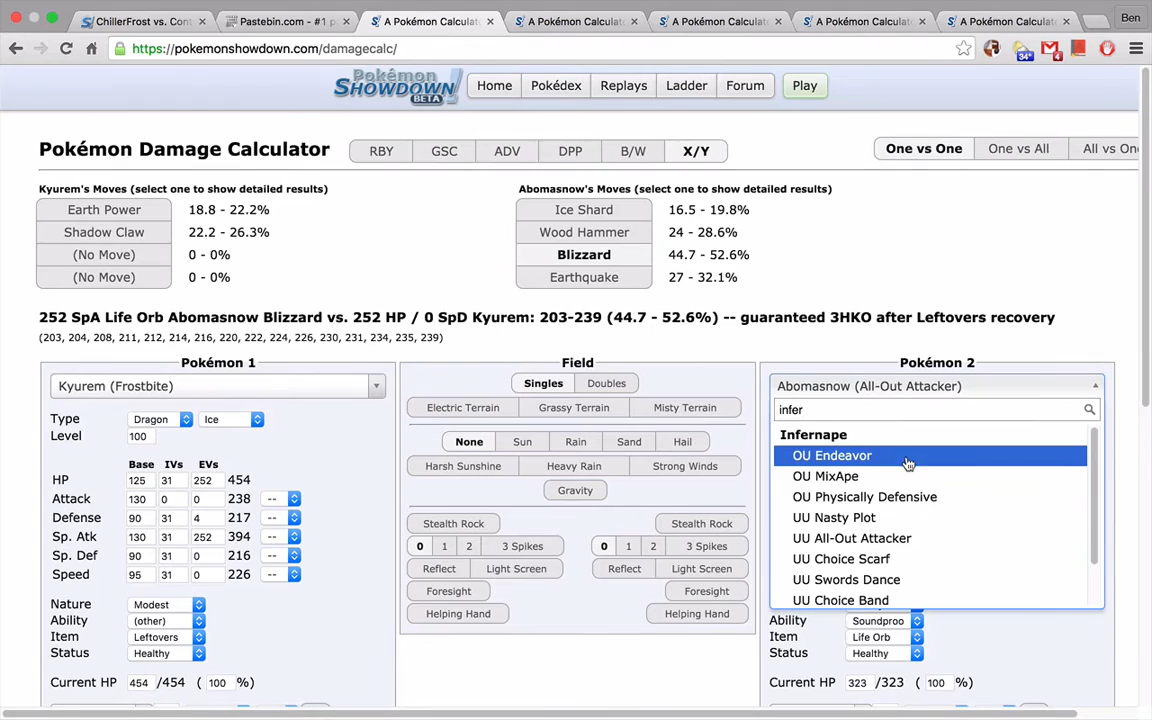 ChillerFrost vs. Cont
Pastebin.com - #1 p
A Pokémon Calculat
A Pokémon Calculat
A Pokémon Calculat
A Pokémon Calculat
A Pokémon Calculat
Ben
https://pokemonshowdown.com/damagecalc/
34°
4
Pokémon
SHOWDOWN!
BETA
Home
Pokédex
Replays
Ladder
Forum
Play
Pokémon Damage Calculator
RBY
GSC
ADV
DPP
B/W
X/Y
One vs One
One vs All
All vs On
Kyurem's Moves (select one to show detailed results)
Earth Power 18.8 - 22.2%
Shadow Claw 22.2 - 26.3%
(No Move) 0 - 0%
(No Move) 0 - 0%
Abomasnow's Moves (select one to show detailed results)
Ice Shard 16.5 - 19.8%
Wood Hammer 24 - 28.6%
Blizzard 44.7 - 52.6%
Earthquake 27 - 32.1%
252 SpA Life Orb Abomasnow Blizzard vs. 252 HP / 0 SpD Kyurem: 203-239 (44.7 - 52.6%) -- guaranteed 3HKO after Leftovers recovery
(203, 204, 208, 211, 212, 214, 216, 220, 222, 224, 226, 230, 231, 234, 235, 239)
Pokémon 1
Kyurem (Frostbite)
Type Dragon Ice
Level 100
Base IVs EVs
HP 125 31 252 454
Attack 130 0 0 238 --
Defense 90 31 4 217 --
Sp. Atk 130 31 252 394 --
Sp. Def 90 31 0 216 --
Speed 95 31 0 226 --
Nature Modest
Ability (other)
Item Leftovers
Status Healthy
Current HP 454 /454 ( 100 %)
Field
Singles Doubles
Electric Terrain Grassy Terrain Misty Terrain
None Sun Rain Sand Hail
Harsh Sunshine Heavy Rain Strong Winds
Gravity
Stealth Rock Stealth Rock
0 1 2 3 Spikes 0 1 2 3 Spikes
Reflect Light Screen Reflect Light Screen
Foresight Foresight
Helping Hand Helping Hand
Pokémon 2
Abomasnow (All-Out Attacker)
infer
Infernape
OU Endeavor
OU MixApe
OU Physically Defensive
UU Nasty Plot
UU All-Out Attacker
UU Choice Scarf
UU Swords Dance
UU Choice Band
Ability Soundproo
Item Life Orb
Status Healthy
Current HP 323 /323 ( 100 %)